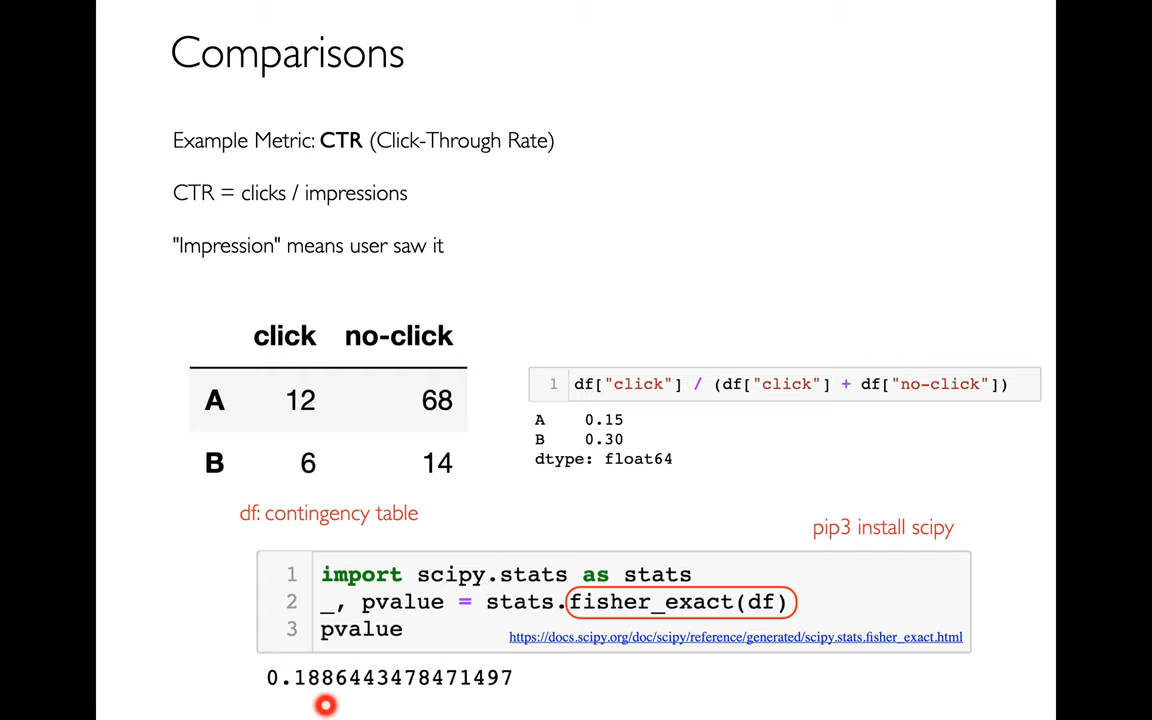 Comparisons
Example Metric: CTR (Click-Through Rate)
CTR = clicks / impressions
"Impression" means user saw it
click no-click
A 12 68
B 6 14
df: contingency table
1 df["click"] / (df["click"] + df["no-click"])
A 0.15
B 0.30
dtype: float64
pip3 install scipy
1 import scipy.stats as stats
2 _, pvalue = stats.fisher_exact(df)
3 pvalue
https://docs.scipy.org/doc/scipy/reference/generated/scipy.stats.fisher_exact.html
0.1886443478471497